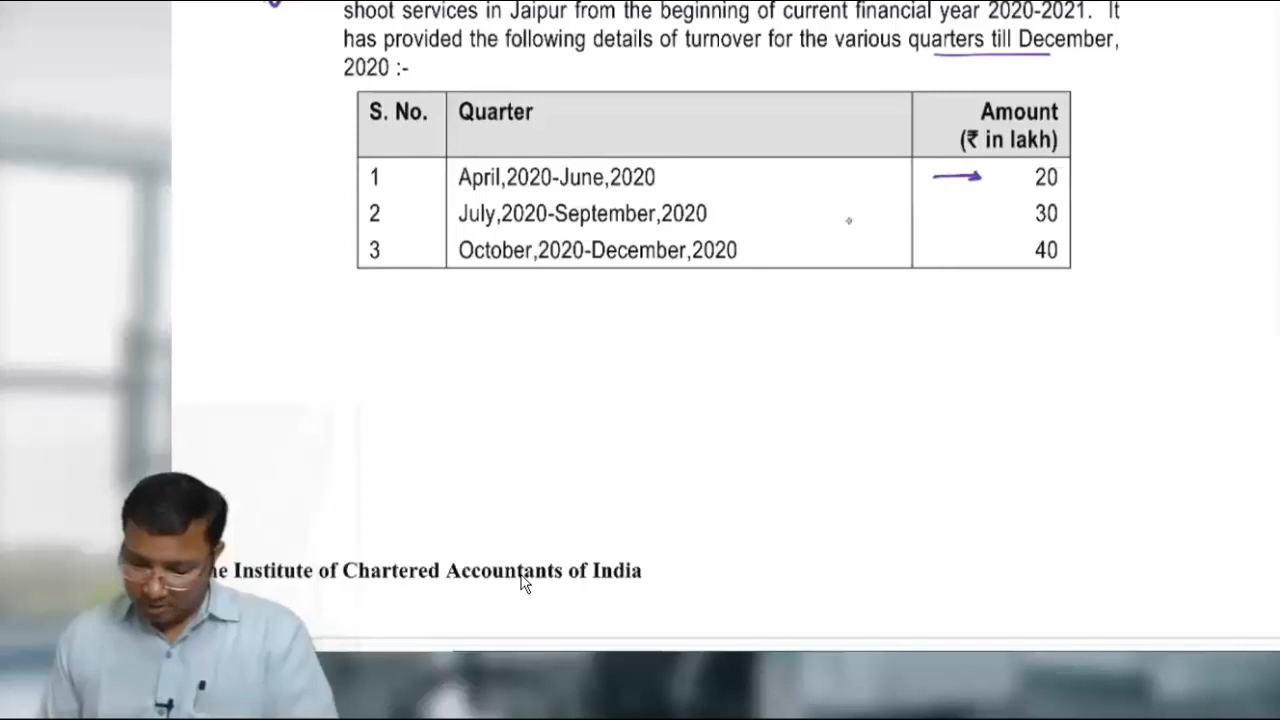 shoot services in Jaipur from the beginning of current financial year 2020-2021. It
has provided the following details of turnover for the various quarters till December,
2020 :-
S. No. Quarter Amount
(₹ in lakh)
1 April,2020-June,2020 20
2 July,2020-September,2020 30
3 October,2020-December,2020 40
Institute of Chartered Accountants of India